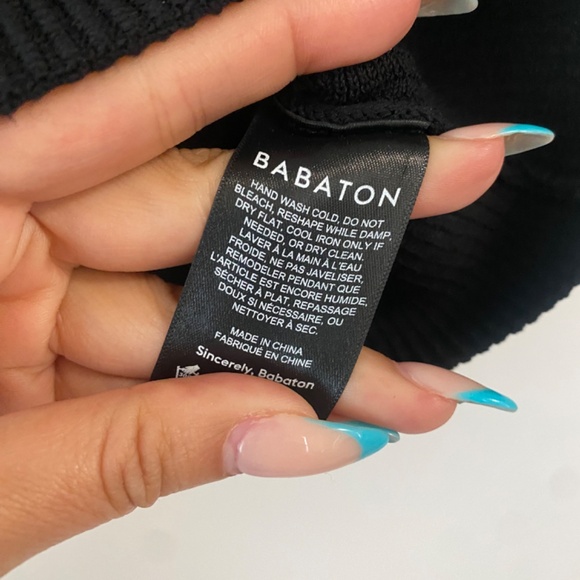 BABATON
HAND WASH COLD, DO NOT
BLEACH, RESHAPE WHILE DAMP,
DRY FLAT, COOL IRON ONLY IF
NEEDED, OR DRY CLEAN.
LAVER À LA MAIN À L'EAU
FROIDE. NE PAS JAVELISER,
REMODELER PENDANT QUE
L'ARTICLE EST ENCORE HUMIDE,
SÉCHER À PLAT. REPASSAGE
DOUX SI NÉCESSAIRE, OU
NETTOYER À SEC.
MADE IN CHINA
FABRIQUÉ EN CHINE
Sincerely, Babaton